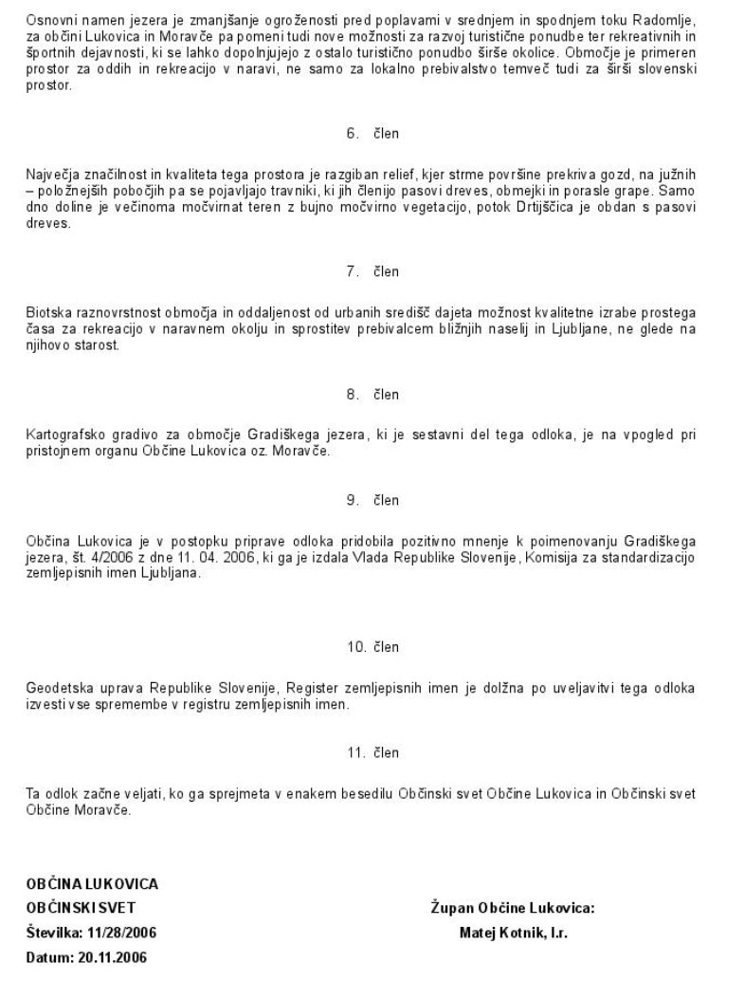 Osnovni namen jezera je zmanjšanje ogroženosti pred poplavami v srednjem in spodnjem toku Radomlje,
za občini Lukovica in Moravče pa pomeni tudi nove možnosti za razvoj turistične ponudbe ter rekreativnih in
športnih dejavnosti, ki se lahko dopolnjujejo z ostalo turistično ponudbo širše okolice. Območje je primeren
prostor za oddih in rekreacijo v naravi, ne samo za lokalno prebivalstvo temveč tudi za širši slovenski
prostor.
6. člen
Največja značilnost in kvaliteta tega prostora je razgiban relief, kjer strme površine prekriva gozd, na južnih
– položnejših pobočjih pa se pojavljajo travniki, ki jih členijo pasovi dreves, obmejki in porasle grape. Samo
dno doline je večinoma močvirnat teren z bujno močvirno vegetacijo, potok Drtijščica je obdan s pasovi
dreves.
7. člen
Biotska raznovrstnost območja in oddaljenost od urbanih središč dajeta možnost kvalitetne izrabe prostega
časa za rekreacijo v naravnem okolju in sprostitev prebivalcem bližnjih naselij in Ljubljane, ne glede na
njihovo starost.
8. člen
Kartografsko gradivo za območje Gradiškega jezera, ki je sestavni del tega odloka, je na vpogled pri
pristojnem organu Občine Lukovica oz. Moravče.
9. člen
Občina Lukovica je v postopku priprave odloka pridobila pozitivno mnenje k poimenovanju Gradiškega
jezera, št. 4/2006 z dne 11. 04. 2006, ki ga je izdala Vlada Republike Slovenije, Komisija za standardizacijo
zemljepisnih imen Ljubljana.
10. člen
Geodetska uprava Republike Slovenije, Register zemljepisnih imen je dolžna po uveljavitvi tega odloka
izvesti vse spremembe v registru zemljepisnih imen.
11. člen
Ta odlok začne veljati, ko ga sprejmeta v enakem besedilu Občinski svet Občine Lukovica in Občinski svet
Občine Moravče.
OBČINA LUKOVICA
OBČINSKI SVET Župan Občine Lukovica:
Številka: 11/28/2006 Matej Kotnik, l.r.
Datum: 20.11.2006